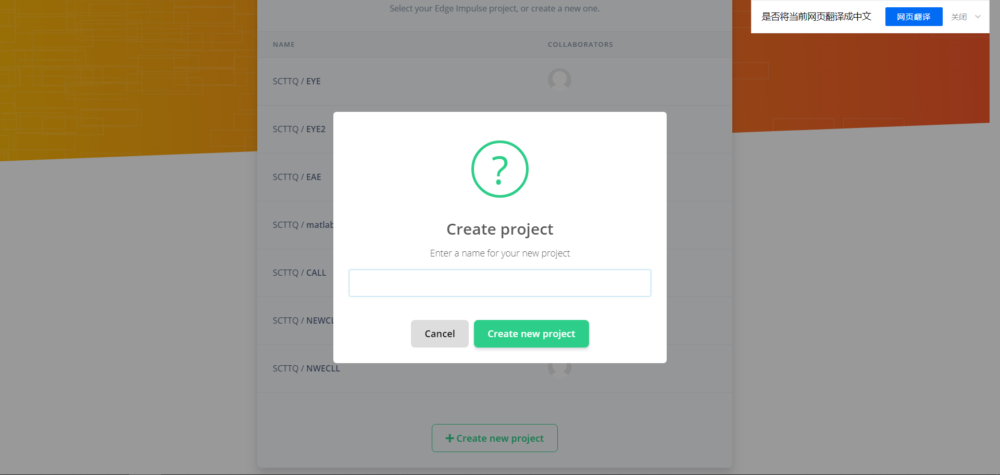 Select your Edge Impulse project, or create a new one.
是否将当前网页翻译成中文 网页翻译 关闭
NAME COLLABORATORS
SCTTQ / EYE
SCTTQ / EYE2
SCTTQ / EAE
SCTTQ / matlab
SCTTQ / CALL
SCTTQ / NEWCL
SCTTQ / NWECLL
?
Create project
Enter a name for your new project
Cancel Create new project
+ Create new project